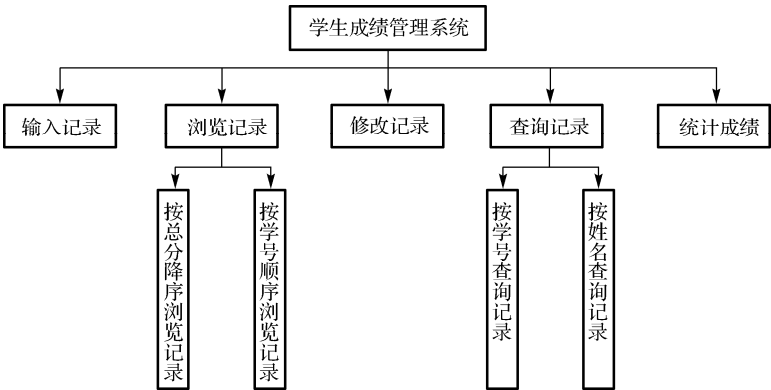 学生成绩管理系统
输入记录
浏览记录
修改记录
查询记录
统计成绩
按总分降序浏览记录
按学号顺序浏览记录
按学号查询记录
按姓名查询记录